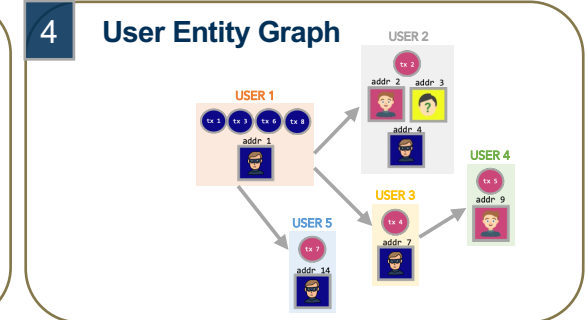 4
User Entity Graph
USER 1
tx 1 tx 3 tx 6 tx 8
addr 1
USER 2
tx 2
addr 2 addr 3
?
addr 4
USER 3
tx 4
addr 7
USER 4
tx 5
addr 9
USER 5
tx 7
addr 14